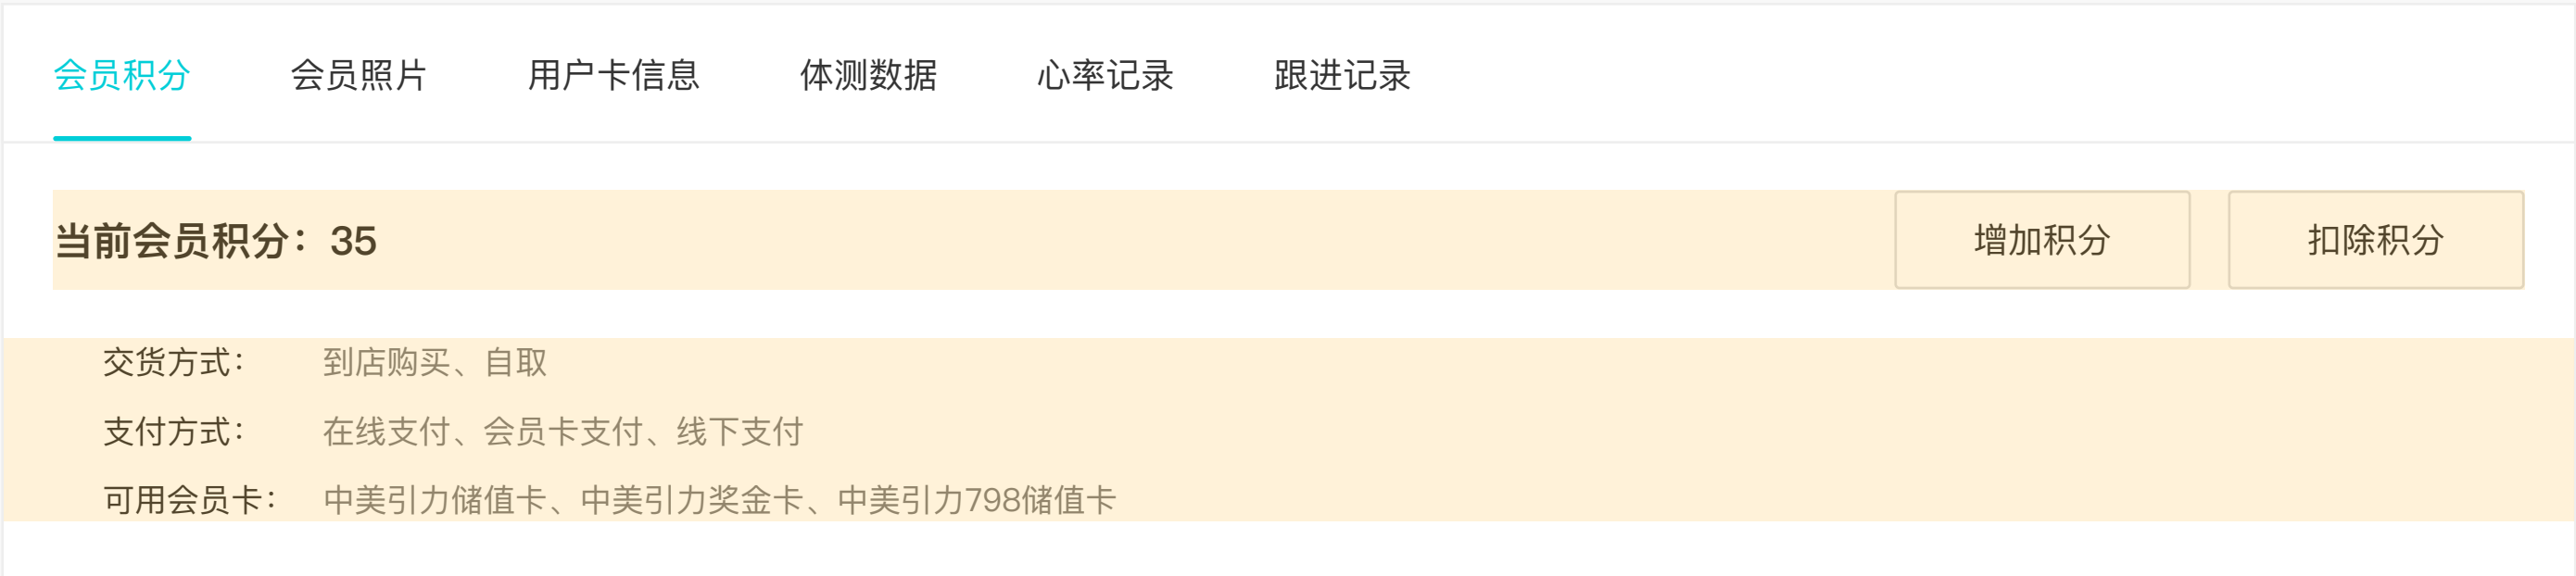 会员积分 会员照片 用户卡信息 体测数据 心率记录 跟进记录
当前会员积分：35 增加积分 扣除积分
交货方式： 到店购买、自取
支付方式： 在线支付、会员卡支付、线下支付
可用会员卡： 中美引力储值卡、中美引力奖金卡、中美引力798储值卡